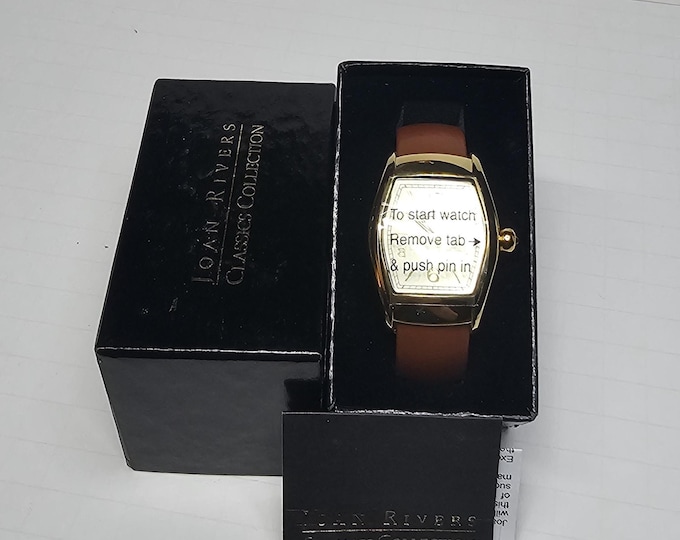 JOAN RIVERS
CLASSICS COLLECTION
To start watch
Remove tab →
& push pin in
JOAN RIVERS